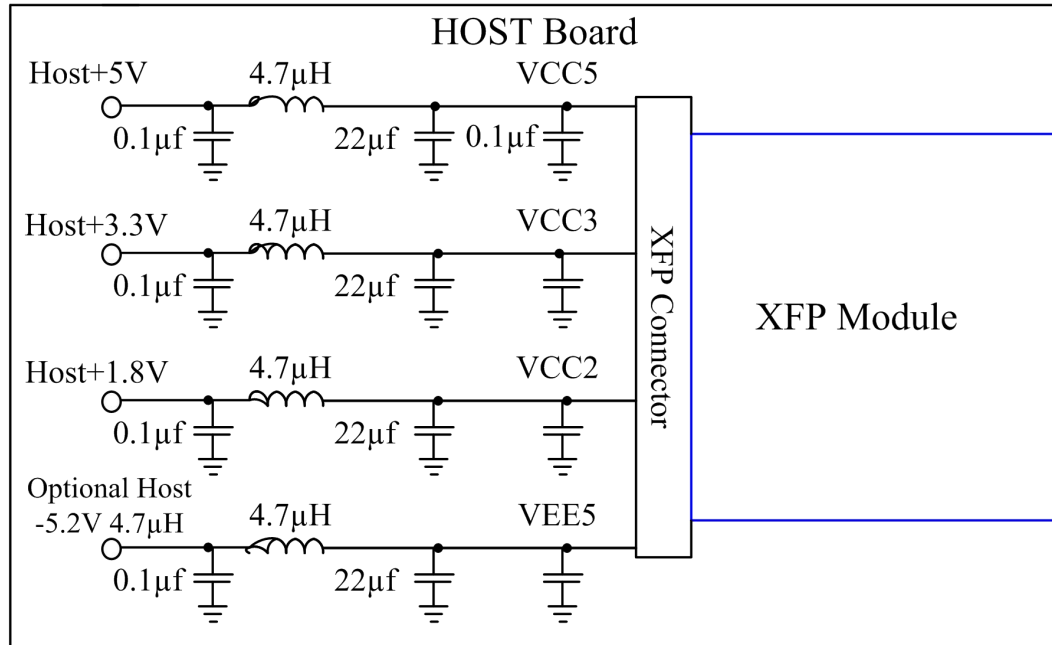 HOST Board
Host+5V 4.7µH VCC5
0.1µf 22µf 0.1µf
Host+3.3V 4.7µH VCC3
0.1µf 22µf
Host+1.8V 4.7µH VCC2
0.1µf 22µf
Optional Host
-5.2V 4.7µH 4.7µH VEE5
0.1µf 22µf
XFP Connector
XFP Module